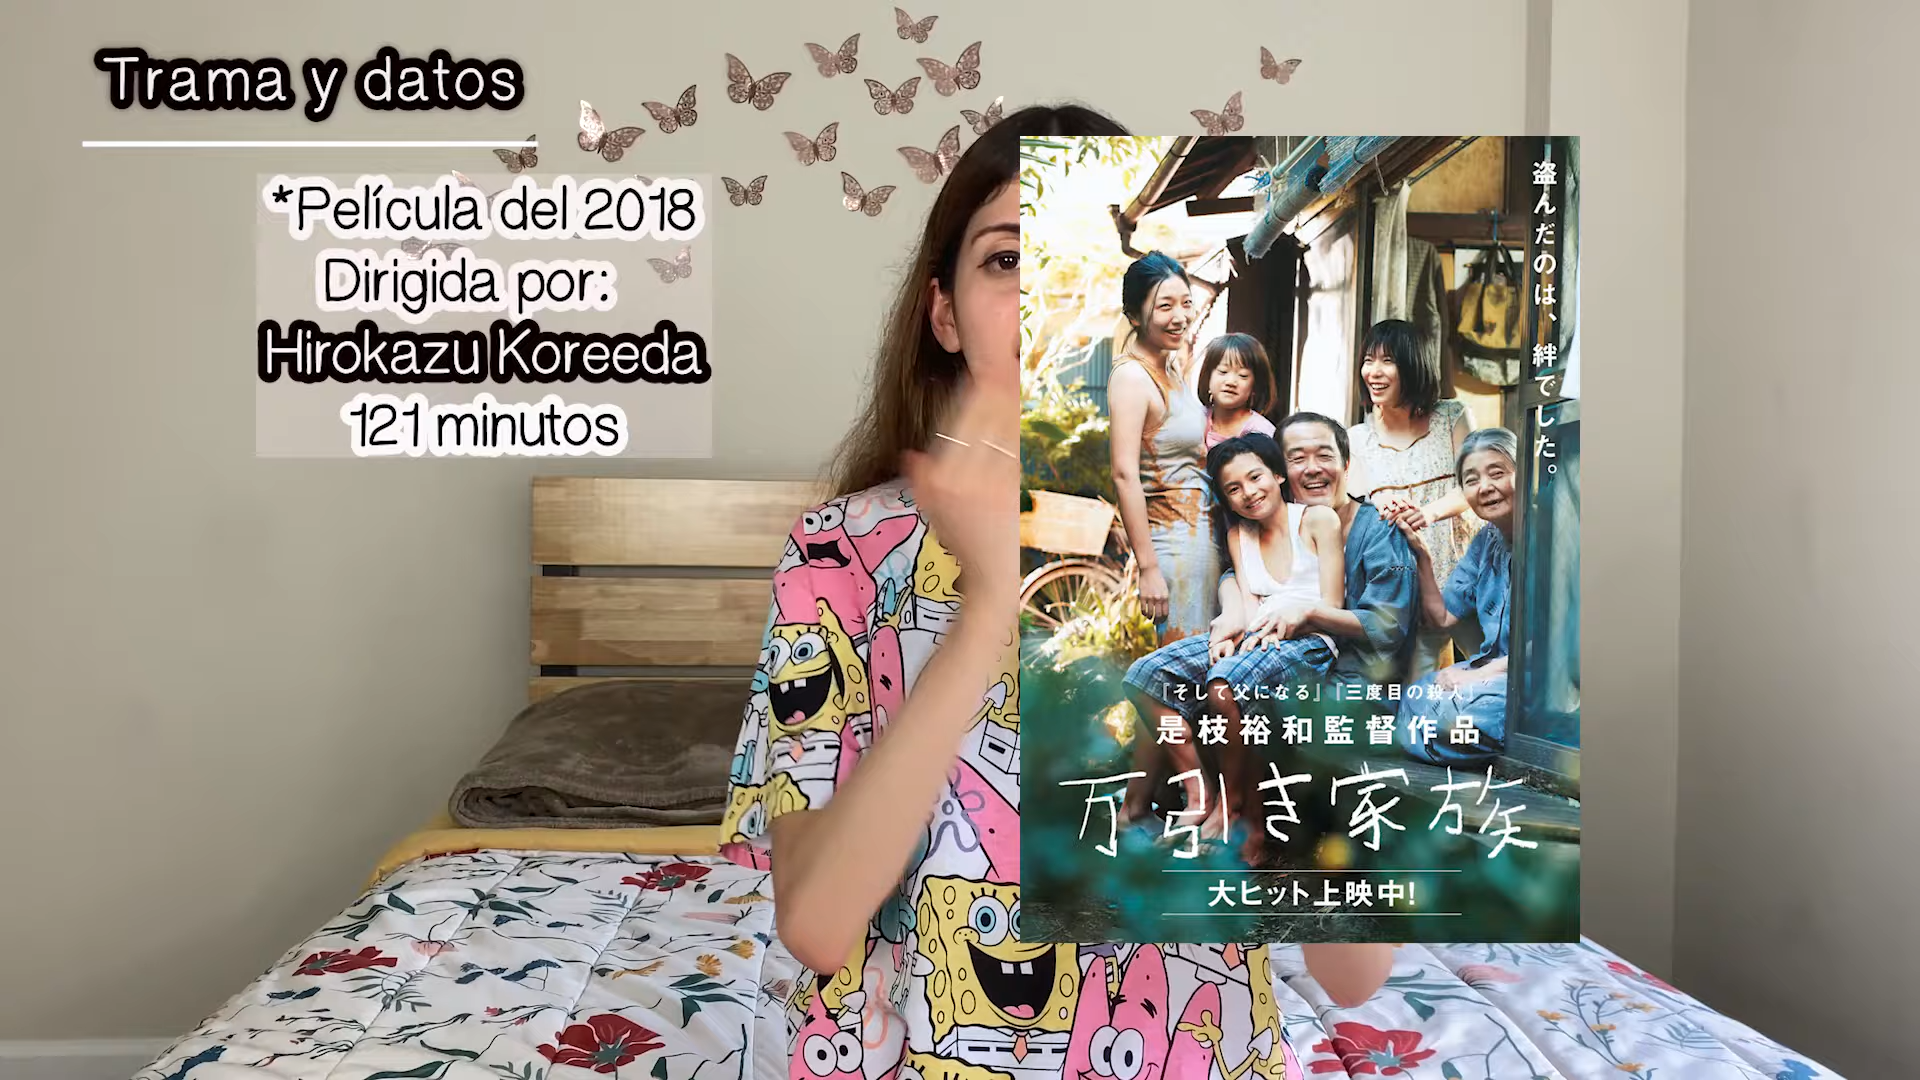 Trama y datos
*Película del 2018
Dirigida por:
Hirokazu Koreeda
121 minutos
盗んだのは、絆でした。
『そして父になる』『三度目の殺人』
是枝裕和監督作品
万引き家族
大ヒット上映中!